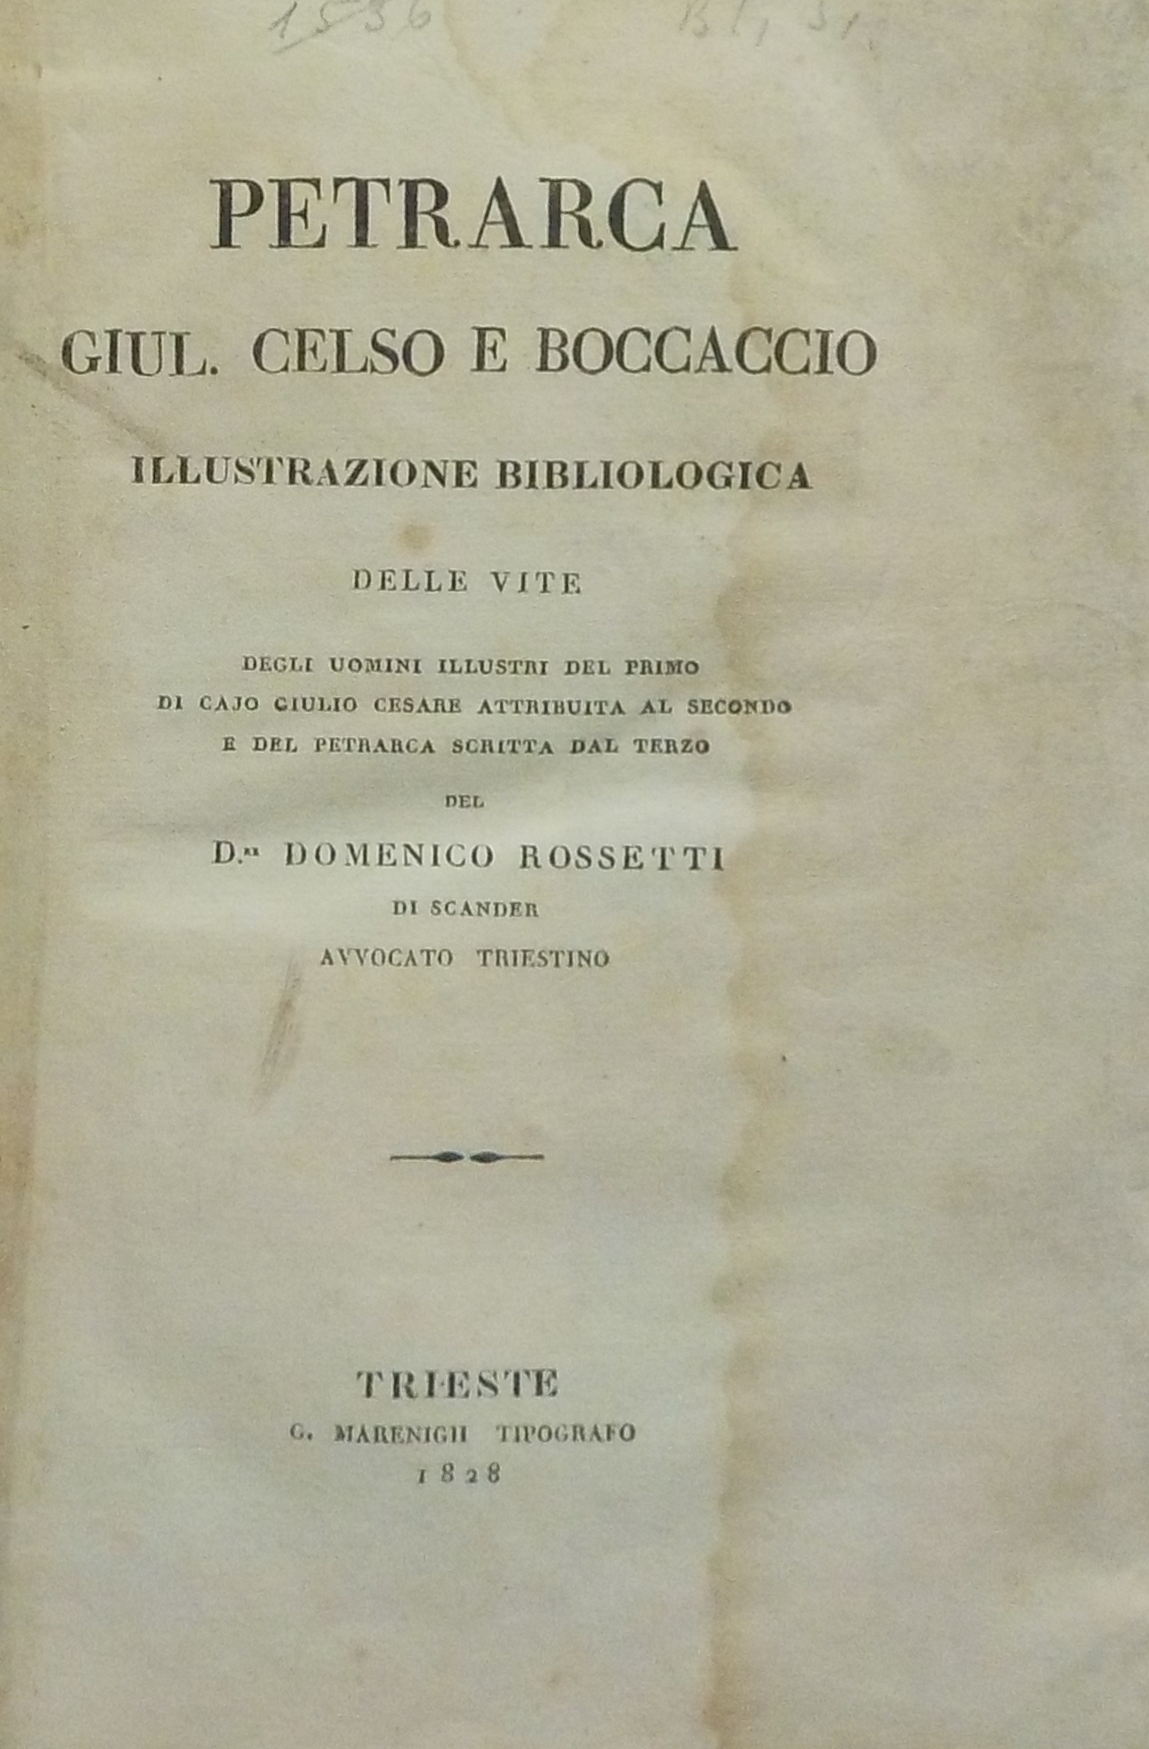 1536
PETRARCA
GIUL. CELSO E BOCCACCIO
ILLUSTRAZIONE BIBLIOLOGICA
DELLE VITE
DEGLI UOMINI ILLUSTRI DEL PRIMO
DI CAJO GIULIO CESARE ATTRIBUITA AL SECONDO
E DEL PETRARCA SCRITTA DAL TERZO
DEL
D.ᴿᴱ DOMENICO ROSSETTI
DI SCANDER
AVVOCATO TRIESTINO
TRIESTE
G. MARENIGH TIPOGRAFO
1828